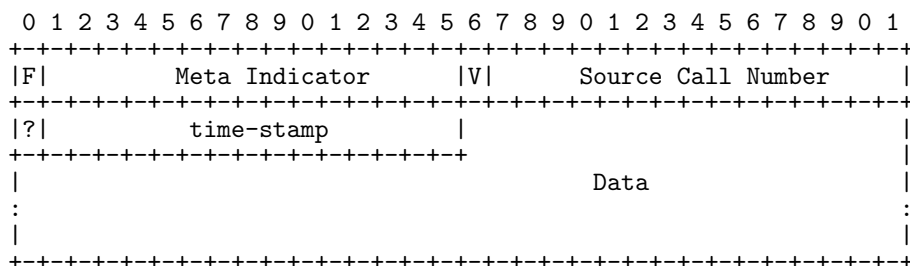 0 1 2 3 4 5 6 7 8 9 0 1 2 3 4 5 6 7 8 9 0 1 2 3 4 5 6 7 8 9 0 1
+-+-+-+-+-+-+-+-+-+-+-+-+-+-+-+-+-+-+-+-+-+-+-+-+-+-+-+-+-+-+-+-+
|F|         Meta Indicator      |V|      Source Call Number     |
+-+-+-+-+-+-+-+-+-+-+-+-+-+-+-+-+-+-+-+-+-+-+-+-+-+-+-+-+-+-+-+-+
|?|          time-stamp         |                               |
+-+-+-+-+-+-+-+-+-+-+-+-+-+-+-+-+                               |
|                                         Data                  |
:                                                               :
|                                                               |
+-+-+-+-+-+-+-+-+-+-+-+-+-+-+-+-+-+-+-+-+-+-+-+-+-+-+-+-+-+-+-+-+